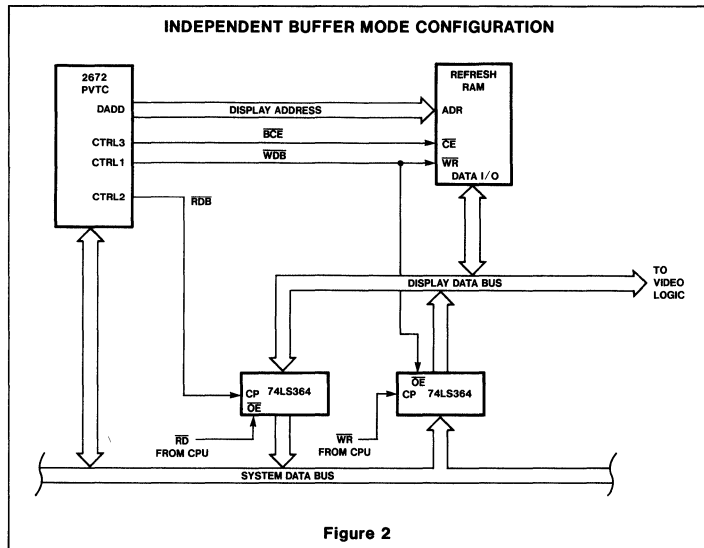 INDEPENDENT BUFFER MODE CONFIGURATION
2672
PVTC
DADD
CTRL3
CTRL1
CTRL2
DISPLAY ADDRESS
BCE
WDB
RDB
REFRESH
RAM
ADR
CE
WR
DATA I/O
DISPLAY DATA BUS
TO
VIDEO
LOGIC
CP 74LS364
OE
OE
CP 74LS364
RD
FROM CPU
WR
FROM CPU
SYSTEM DATA BUS
Figure 2